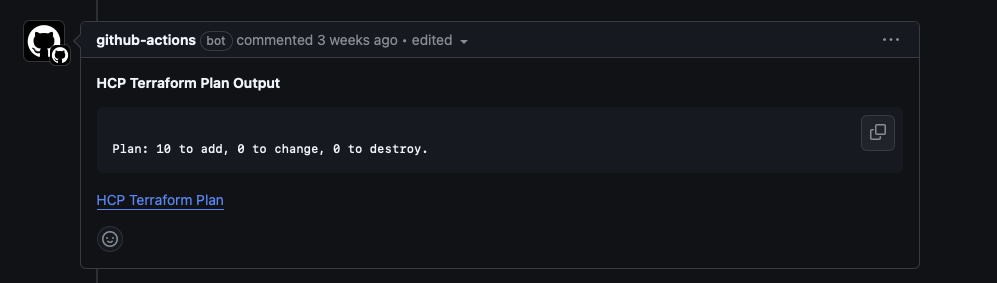 github-actions bot commented 3 weeks ago • edited
HCP Terraform Plan Output
Plan: 10 to add, 0 to change, 0 to destroy.
HCP Terraform Plan